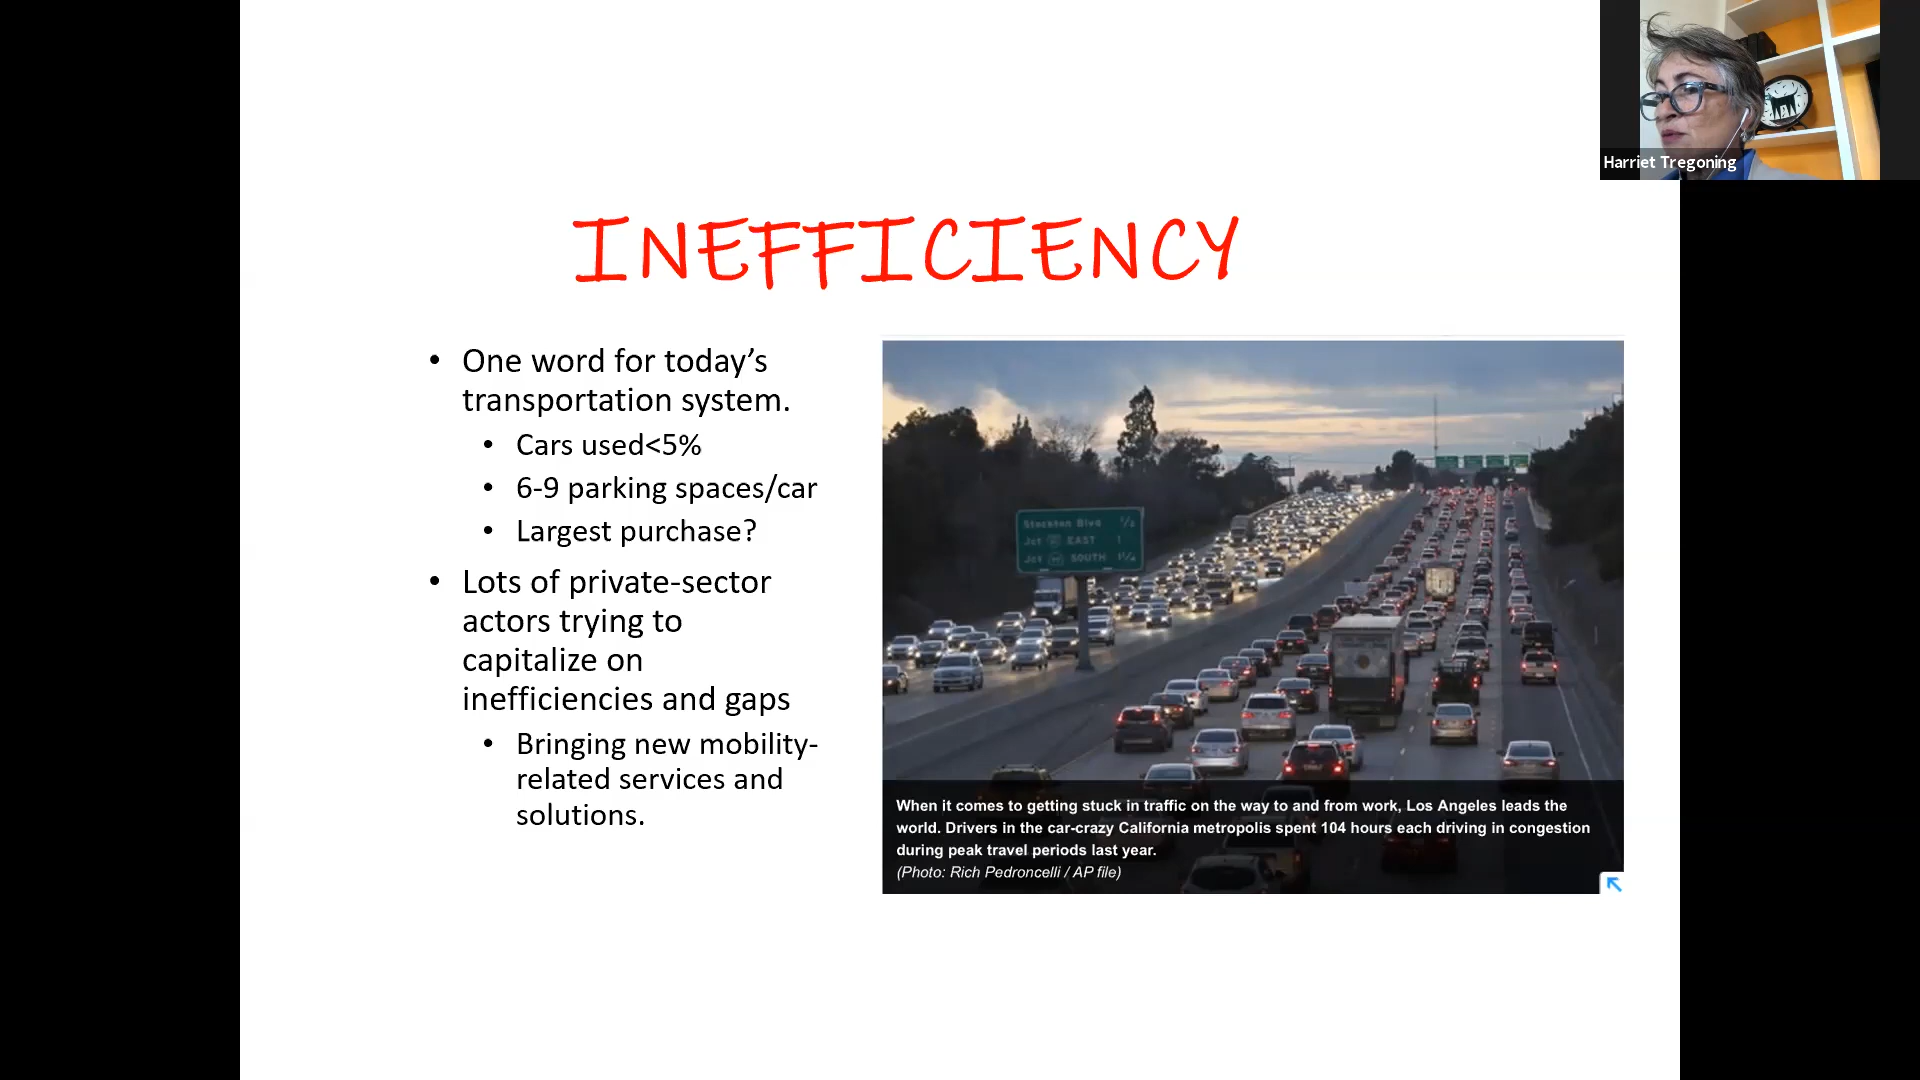 Harriet Tregoning
INEFFICIENCY
• One word for today’s
transportation system.
• Cars used<5%
• 6-9 parking spaces/car
• Largest purchase?
• Lots of private-sector
actors trying to
capitalize on
inefficiencies and gaps
• Bringing new mobility-
related services and
solutions.
Stockton Blvd
Jct EAST 1
Jct SOUTH
When it comes to getting stuck in traffic on the way to and from work, Los Angeles leads the
world. Drivers in the car-crazy California metropolis spent 104 hours each driving in congestion
during peak travel periods last year.
(Photo: Rich Pedroncelli / AP file)